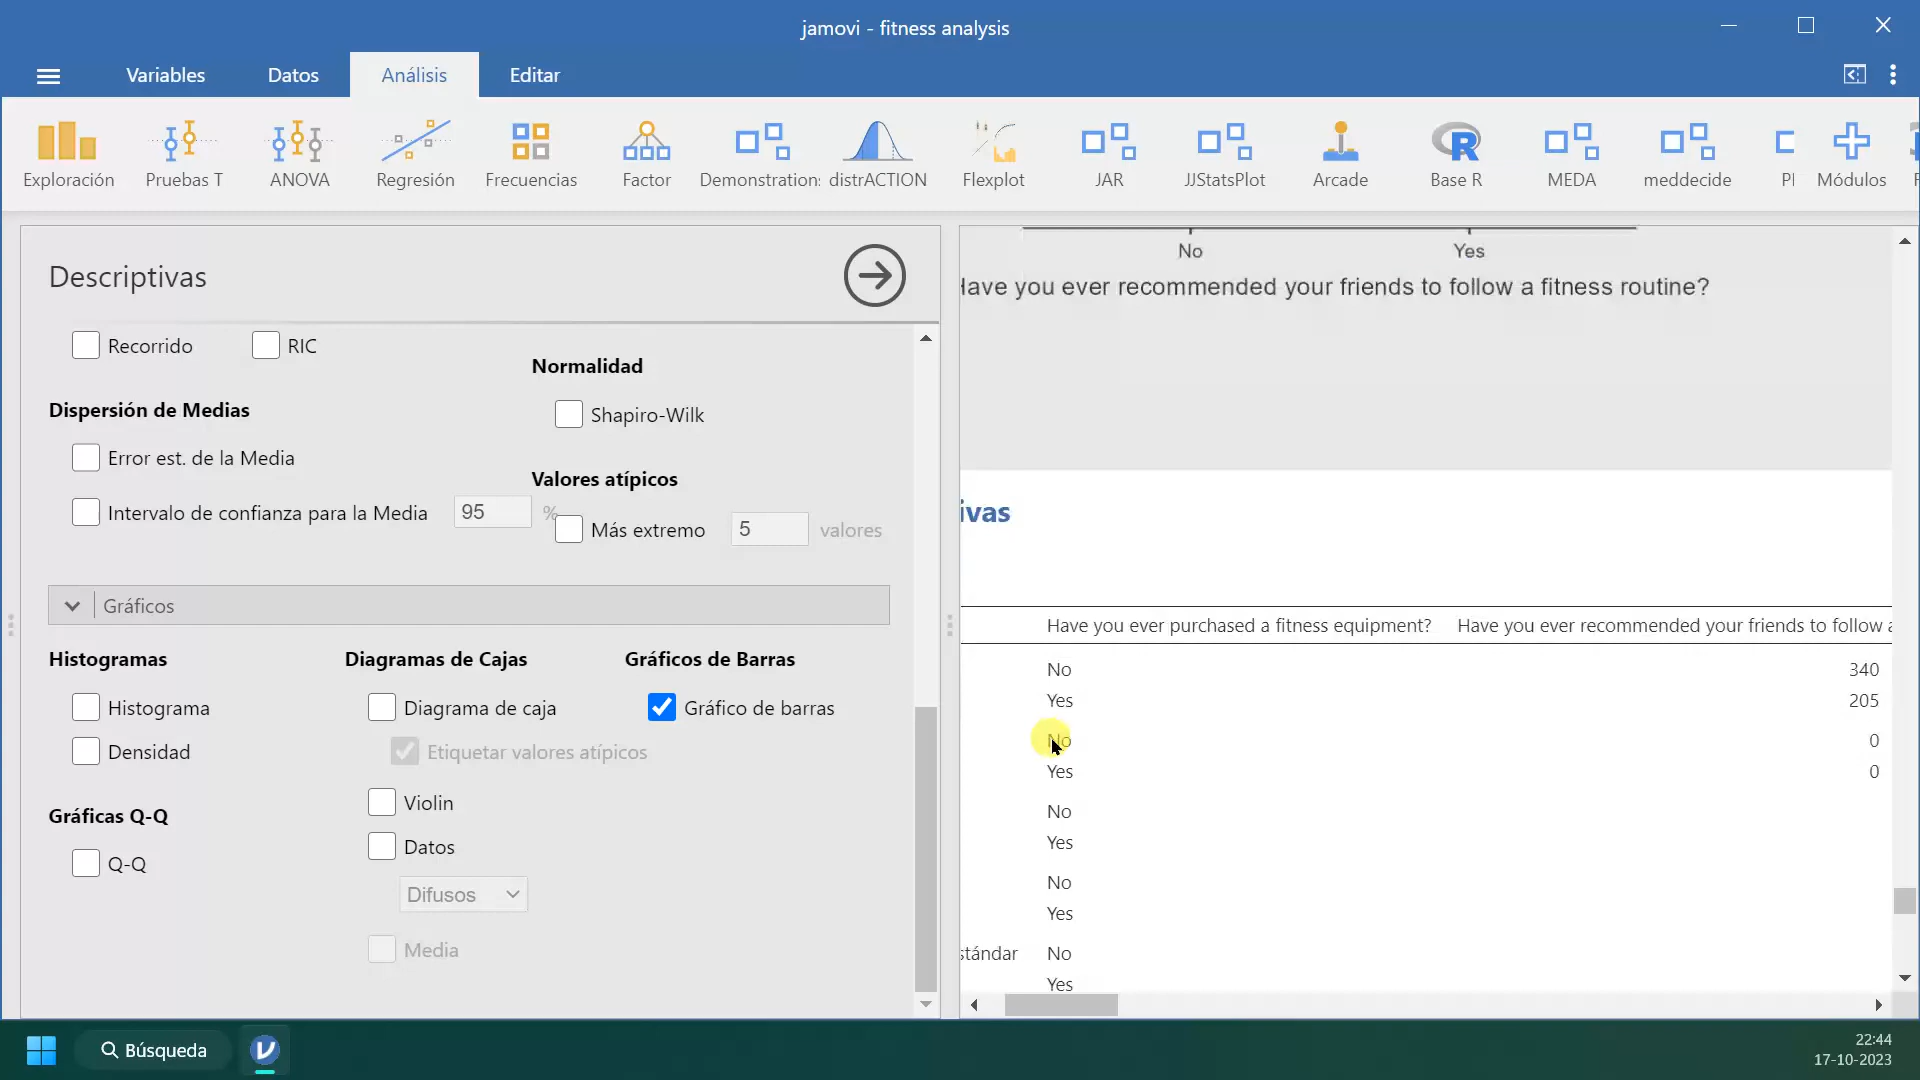 jamovi - fitness analysis
Variables
Datos
Análisis
Editar
Exploración
Pruebas T
ANOVA
Regresión
Frecuencias
Factor
Demonstration
distrACTION
Flexplot
JAR
JJStatsPlot
Arcade
Base R
MEDA
meddecide
Módulos
Descriptivas
Recorrido
RIC
Normalidad
Shapiro-Wilk
Dispersión de Medias
Error est. de la Media
Intervalo de confianza para la Media 95 %
Valores atípicos
Más extremo 5 valores
Gráficos
Histogramas
Histograma
Densidad
Gráficas Q-Q
Q-Q
Diagramas de Cajas
Diagrama de caja
Etiquetar valores atípicos
Violin
Datos
Difusos
Media
Gráficos de Barras
Gráfico de barras
No Yes
Have you ever recommended your friends to follow a fitness routine?
ivas
Have you ever purchased a fitness equipment? Have you ever recommended your friends to follow a
No 340
Yes 205
No 0
Yes 0
No
Yes
No
Yes
stándar No
Yes
Búsqueda
22:44
17-10-2023